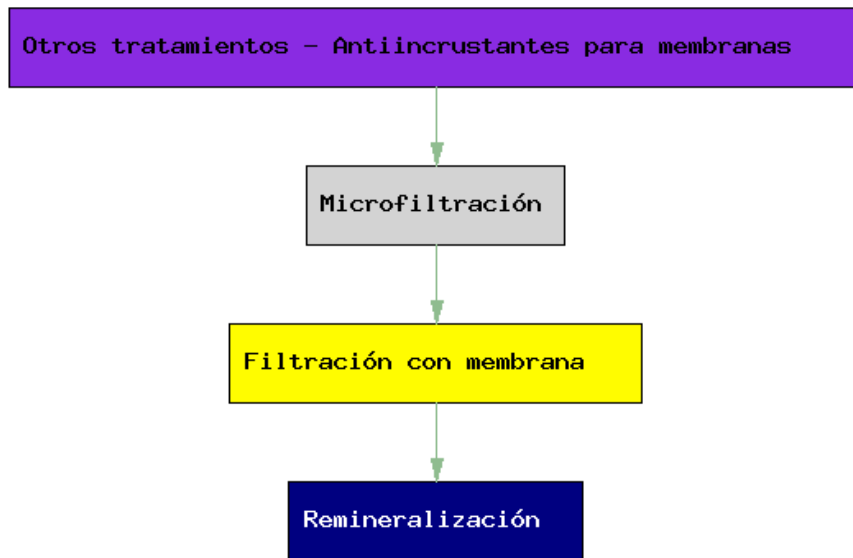 Otros tratamientos - Antiincrustantes para membranas
Microfiltración
Filtración con membrana
Remineralización